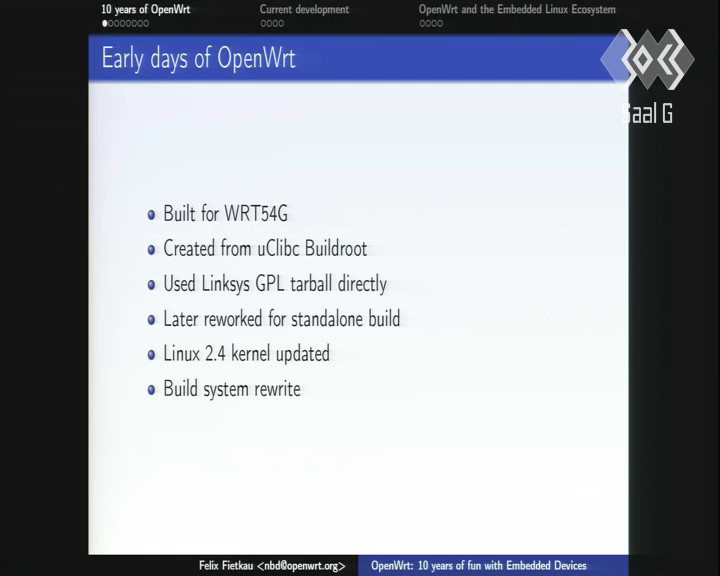 10 years of OpenWrt
Current development
OpenWrt and the Embedded Linux Ecosystem
Early days of OpenWrt
Saal G
Built for WRT54G
Created from uClibc Buildroot
Used Linksys GPL tarball directly
Later reworked for standalone build
Linux 2.4 kernel updated
Build system rewrite
Felix Fietkau <nbd@openwrt.org>
OpenWrt: 10 years of fun with Embedded Devices